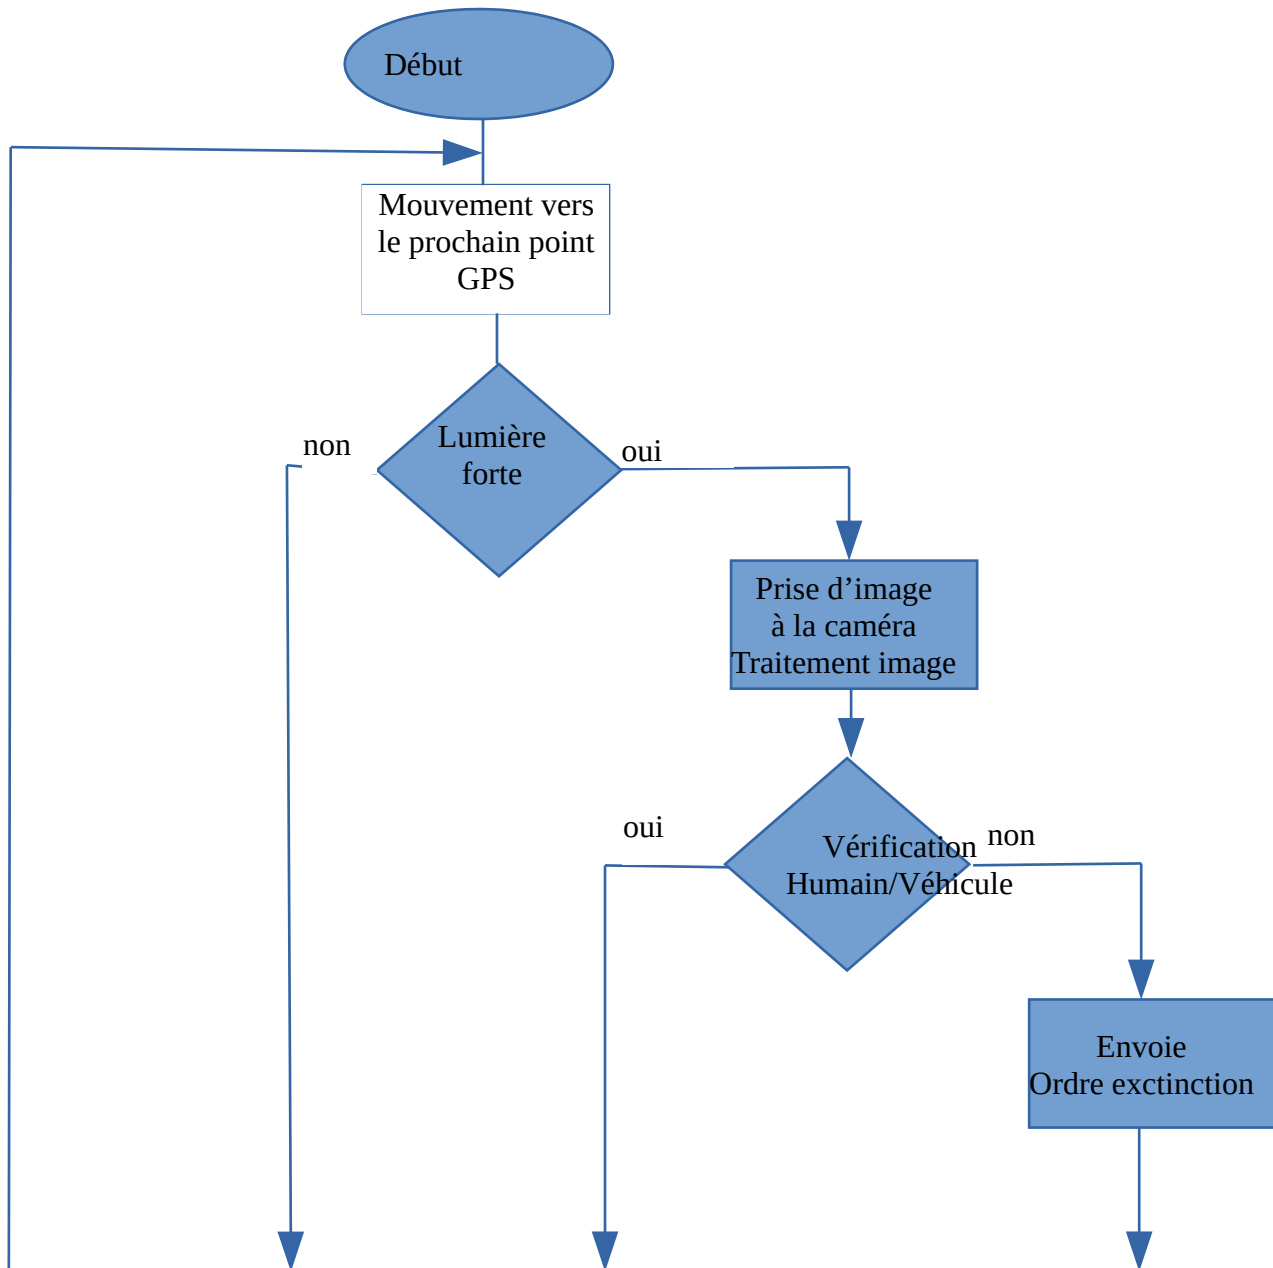 Début
Mouvement vers
le prochain point
GPS
non
Lumière
forte
oui
Prise d’image
à la caméra
Traitement image
oui
Vérification
Humain/Véhicule
non
Envoie
Ordre exctinction